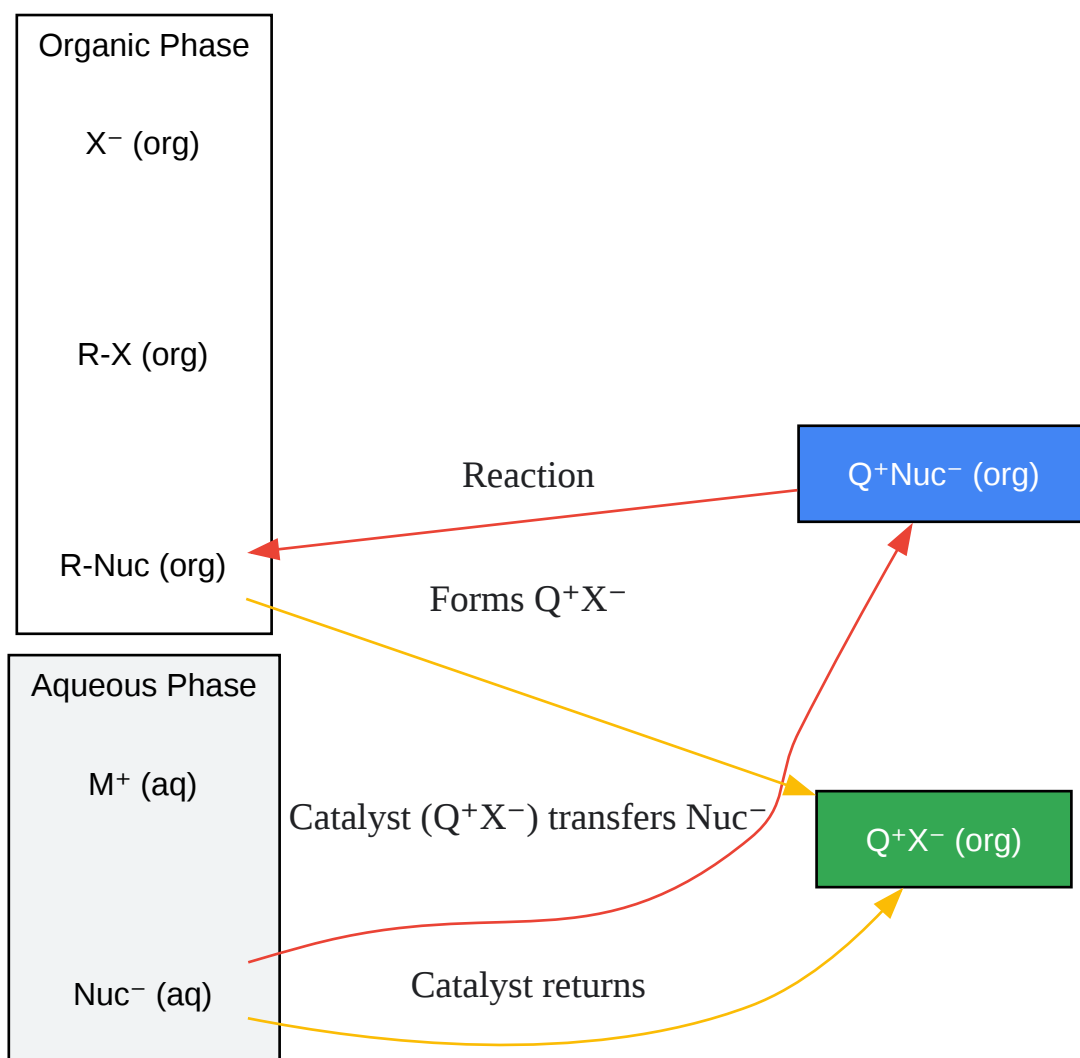 Organic Phase
X⁻ (org)
R-X (org)
Reaction
Q⁺Nuc⁻ (org)
R-Nuc (org)
Forms Q⁺X⁻
Aqueous Phase
M⁺ (aq)
Catalyst (Q⁺X⁻) transfers Nuc⁻
Q⁺X⁻ (org)
Nuc⁻ (aq)
Catalyst returns